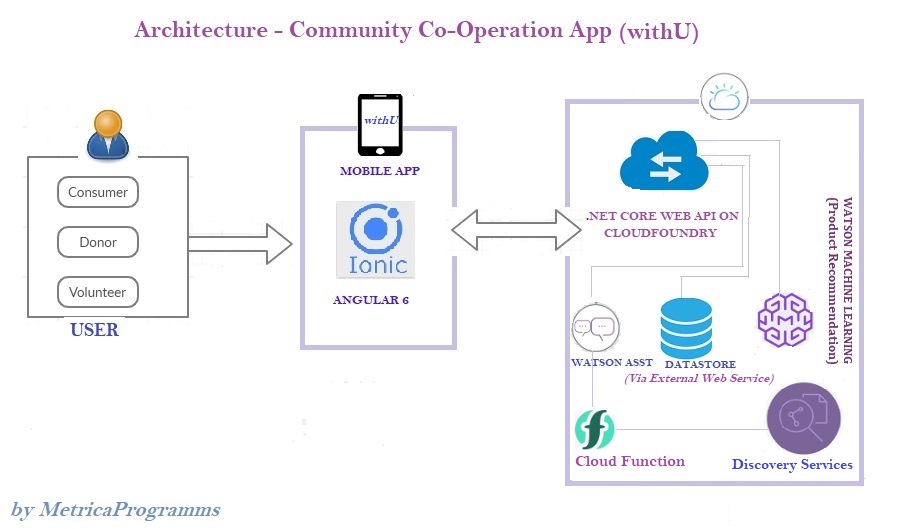 Architecture - Community Co-Operation App (withU)
withU
MOBILE APP
Consumer
Donor
Volunteer
USER
Ionic
ANGULAR 6
.NET CORE WEB API ON
CLOUDFOUNDRY
WATSON MACHINE LEARNING
(Product Recommendation)
WATSON ASST
DATASTORE
(Via External Web Service)
Cloud Function
Discovery Services
by MetricaProgramms